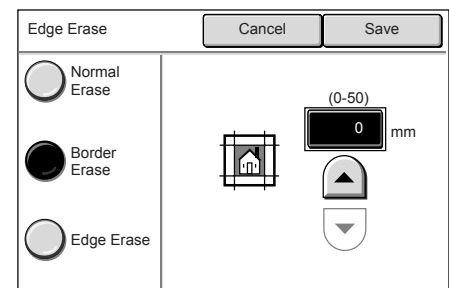 Edge Erase
Cancel
Save
Normal
Erase
Border
Erase
Edge Erase
(0-50)
0
mm